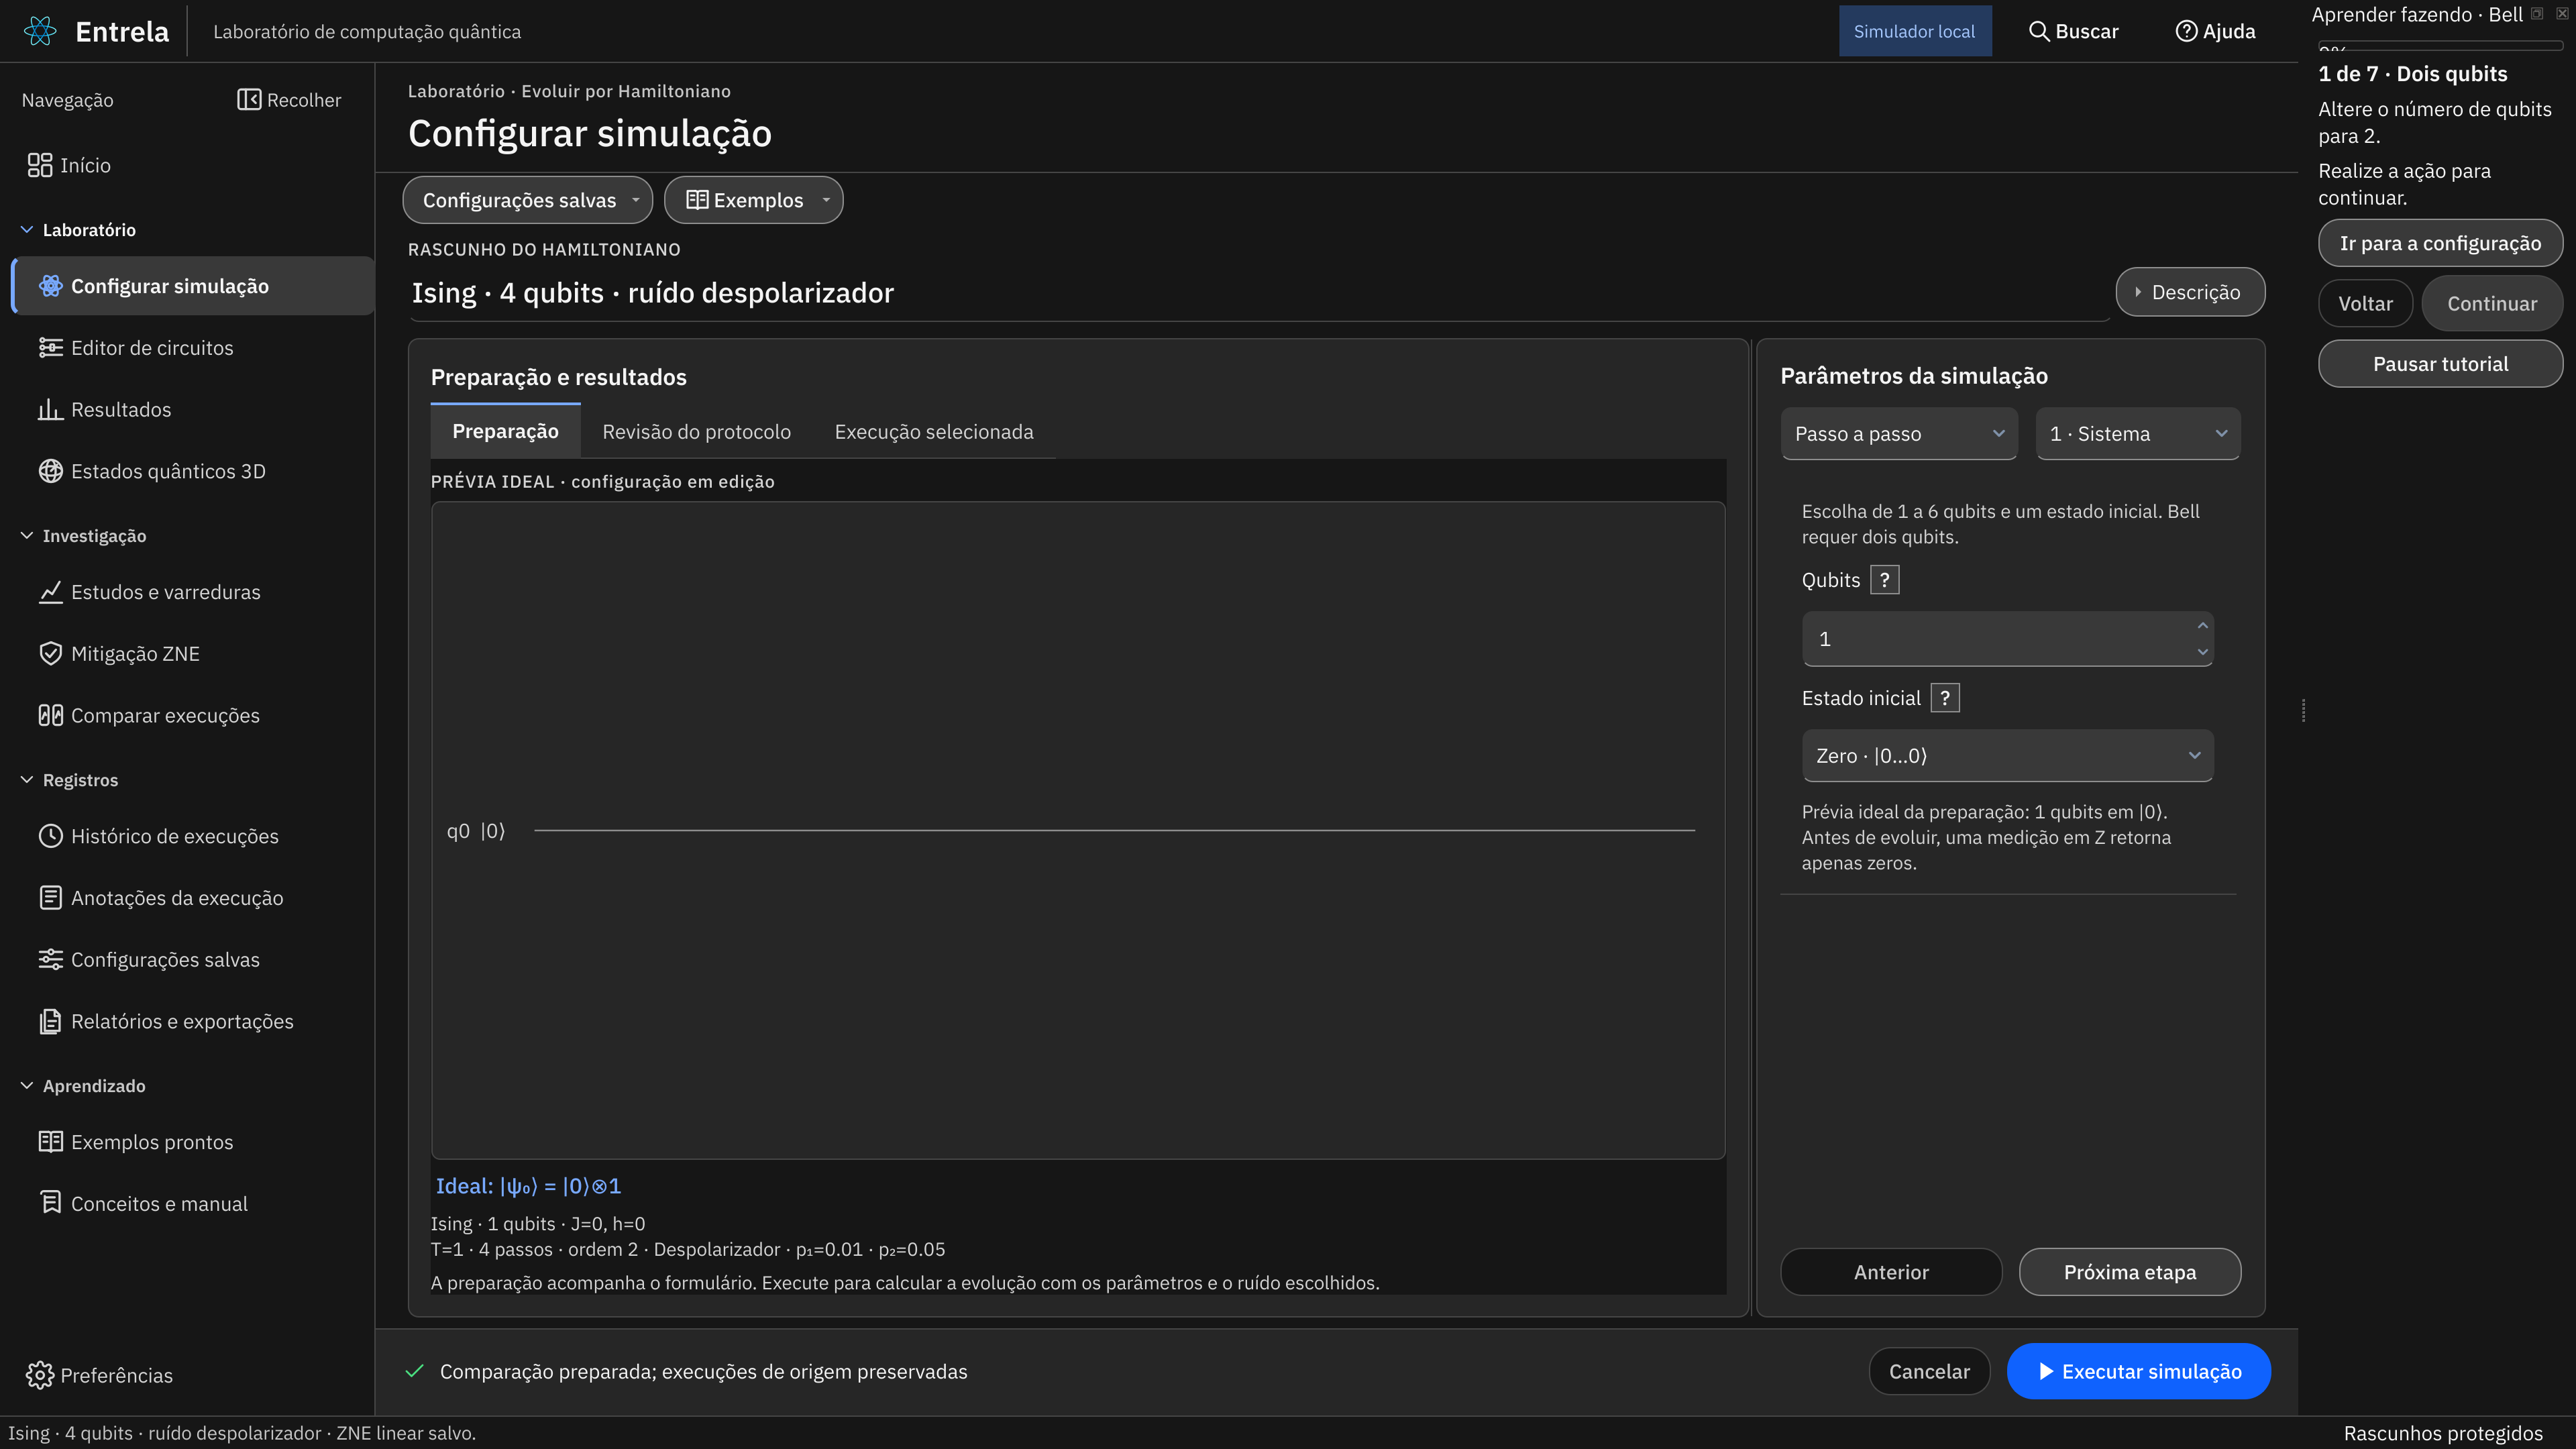 Entrela
Laboratório de computação quântica
Simulador local
Buscar
Ajuda
Navegação
Recolher
Início
Laboratório
Configurar simulação
Editor de circuitos
Resultados
Estados quânticos 3D
Investigação
Estudos e varreduras
Mitigação ZNE
Comparar execuções
Registros
Histórico de execuções
Anotações da execução
Configurações salvas
Relatórios e exportações
Aprendizado
Exemplos prontos
Conceitos e manual
Preferências
Laboratório · Evoluir por Hamiltoniano
Configurar simulação
Configurações salvas
Exemplos
RASCUNHO DO HAMILTONIANO
Ising · 4 qubits · ruído despolarizador
Descrição
Preparação e resultados
Preparação
Revisão do protocolo
Execução selecionada
PRÉVIA IDEAL · configuração em edição
q0 |0⟩
Ideal: |ψ₀⟩ = |0⟩⊗1
Ising · 1 qubits · J=0, h=0
T=1 · 4 passos · ordem 2 · Despolarizador · p₁=0.01 · p₂=0.05
A preparação acompanha o formulário. Execute para calcular a evolução com os parâmetros e o ruído escolhidos.
Parâmetros da simulação
Passo a passo
1 · Sistema
Escolha de 1 a 6 qubits e um estado inicial. Bell
requer dois qubits.
Qubits ?
1
Estado inicial ?
Zero · |0...0⟩
Prévia ideal da preparação: 1 qubits em |0⟩.
Antes de evoluir, uma medição em Z retorna
apenas zeros.
Anterior
Próxima etapa
Comparação preparada; execuções de origem preservadas
Cancelar
Executar simulação
Aprender fazendo · Bell
1 de 7 · Dois qubits
Altere o número de qubits
para 2.
Realize a ação para
continuar.
Ir para a configuração
Voltar
Continuar
Pausar tutorial
Ising · 4 qubits · ruído despolarizador · ZNE linear salvo.
Rascunhos protegidos